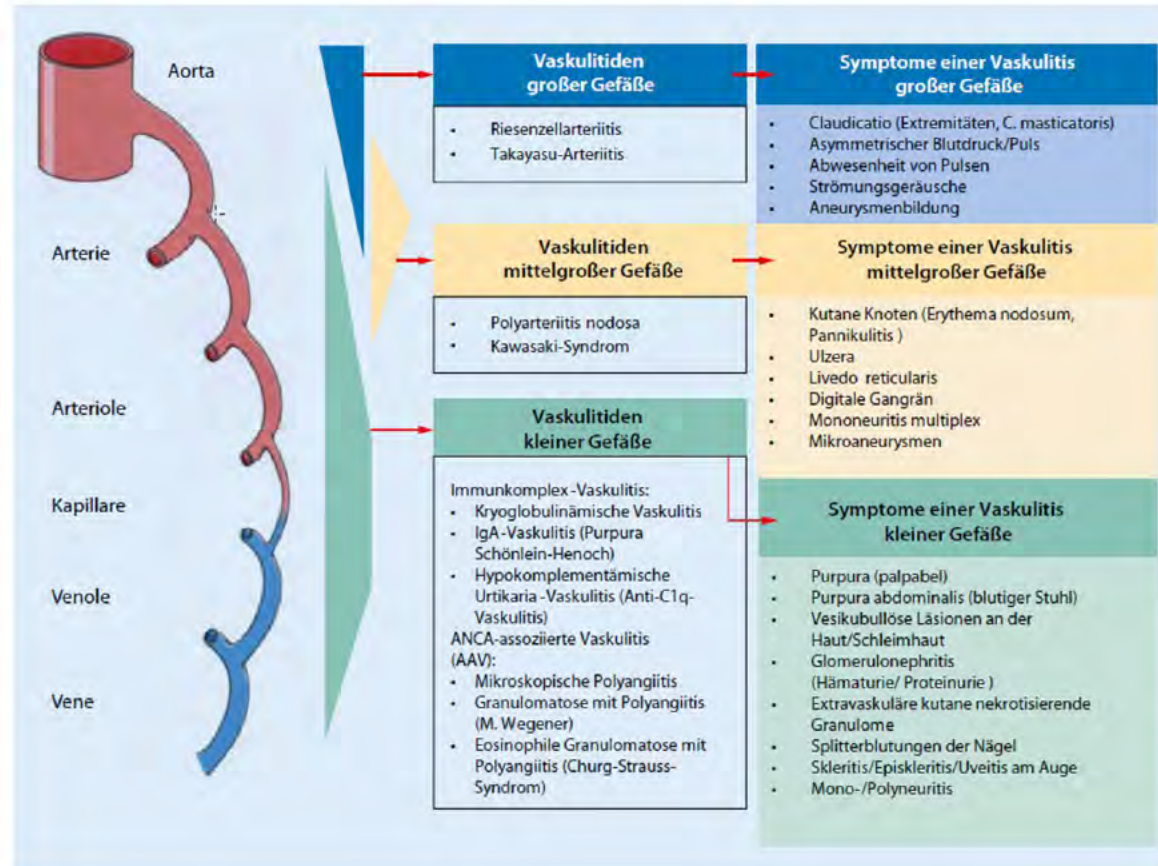 Aorta
Arterie
Arteriole
Kapillare
Venole
Vene
Vaskulitiden
großer Gefäße
• Riesenzellarteriitis
• Takayasu-Arteriitis
Symptome einer Vaskulitis
großer Gefäße
• Claudicatio (Extremitäten, C. masticatoris)
• Asymmetrischer Blutdruck/Puls
• Abwesenheit von Pulsen
• Strömungsgeräusche
• Aneurysmenbildung
Vaskulitiden
mittelgroßer Gefäße
• Polyarteriitis nodosa
• Kawasaki-Syndrom
Symptome einer Vaskulitis
mittelgroßer Gefäße
• Kutane Knoten (Erythema nodosum,
Pannikulitis )
• Ulzera
• Livedo reticularis
• Digitale Gangrän
• Mononeuritis multiplex
• Mikroaneurysmen
Vaskulitiden
kleiner Gefäße
Immunkomplex-Vaskulitis:
• Kryoglobulinämische Vaskulitis
• IgA-Vaskulitis (Purpura
Schönlein-Henoch)
• Hypokomplementämische
Urtikaria-Vaskulitis (Anti-C1q-
Vaskulitis)
ANCA-assoziierte Vaskulitis
(AAV):
• Mikroskopische Polyangiitis
• Granulomatose mit Polyangiitis
(M. Wegener)
• Eosinophile Granulomatose mit
Polyangiitis (Churg-Strauss-
Syndrom)
Symptome einer Vaskulitis
kleiner Gefäße
• Purpura (palpabel)
• Purpura abdominalis (blutiger Stuhl)
• Vesikubullöse Läsionen an der
Haut/Schleimhaut
• Glomerulonephritis
(Hämaturie/ Proteinurie )
• Extravaskuläre kutane nekrotisierende
Granulome
• Splitterblutungen der Nägel
• Skleritis/Episkleritis/Uveitis am Auge
• Mono-/Polyneuritis